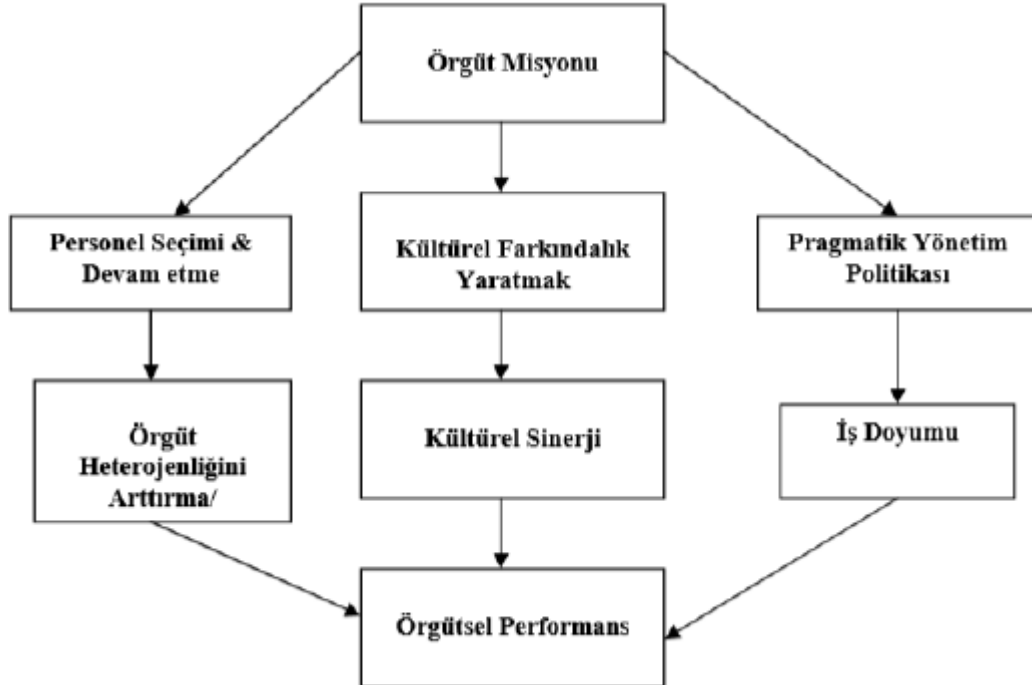 Örgüt Misyonu
Personel Seçimi &
Devam etme
Kültürel Farkındalık
Yaratmak
Pragmatik Yönetim
Politikası
Örgüt
Heterojenliğini
Arttırma/
Kültürel Sinerji
İş Doyumu
Örgütsel Performans